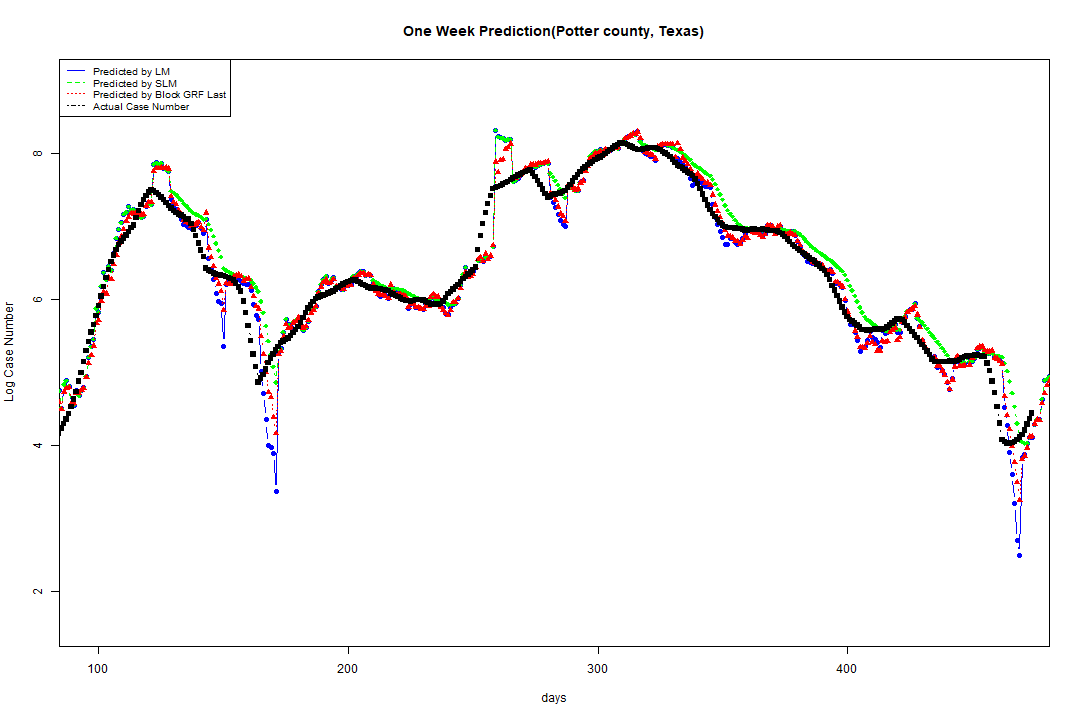 One Week Prediction(Potter county, Texas)
Predicted by LM
Predicted by SLM
Predicted by Block GRF Last
Actual Case Number
8
6
4
2
Log Case Number
100 200 300 400
days